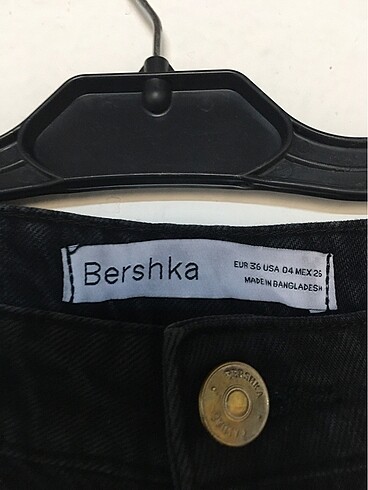 Bershka
EUR 36 USA 04 MEX 26
MADE IN BANGLADESH
BERSHKA